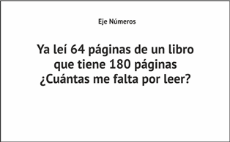 Eje Números
Ya leí 64 páginas de un libro
que tiene 180 páginas
¿Cuántas me falta por leer?